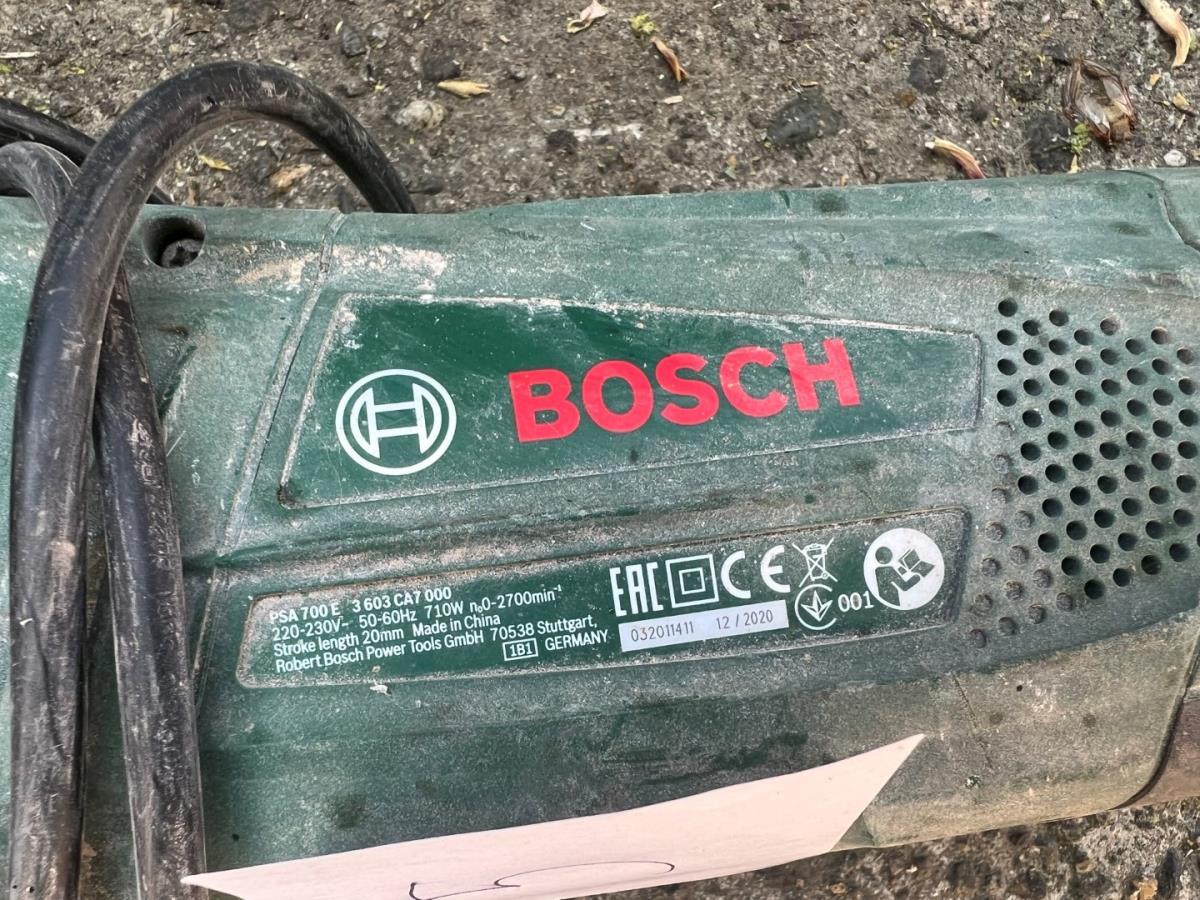 BOSCH
PSA 700 E 3 603 CA7 000
220-230V~ 50-60Hz 710W n₀0-2700min⁻¹
Stroke length 20mm Made in China
Robert Bosch Power Tools GmbH 70538 Stuttgart,
1B1 GERMANY
EAC CE
001
032011411 12 / 2020